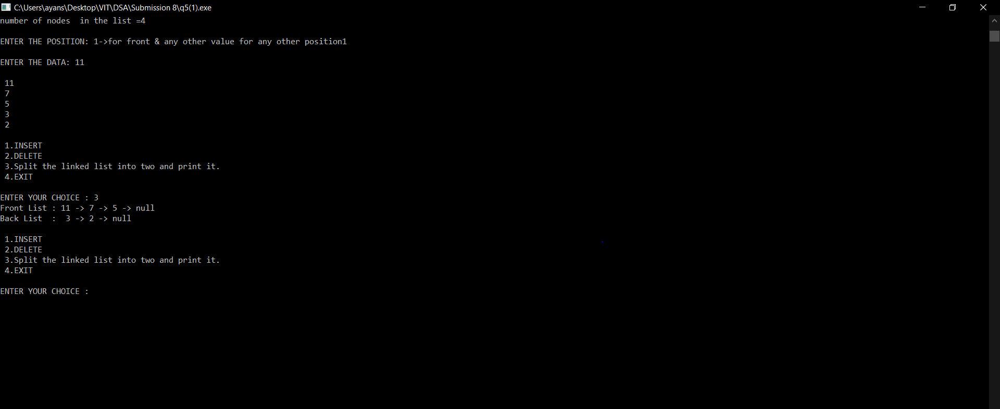 C:\Users\ayans\Desktop\VIT\DSA\Submission 8\q5(1).exe
number of nodes  in the list =4
ENTER THE POSITION: 1->for front & any other value for any other position1
ENTER THE DATA: 11
11
7
5
3
2
1.INSERT
2.DELETE
3.Split the linked list into two and print it.
4.EXIT
ENTER YOUR CHOICE : 3
Front List : 11 -> 7 -> 5 -> null
Back List  :  3 -> 2 -> null
1.INSERT
2.DELETE
3.Split the linked list into two and print it.
4.EXIT
ENTER YOUR CHOICE :